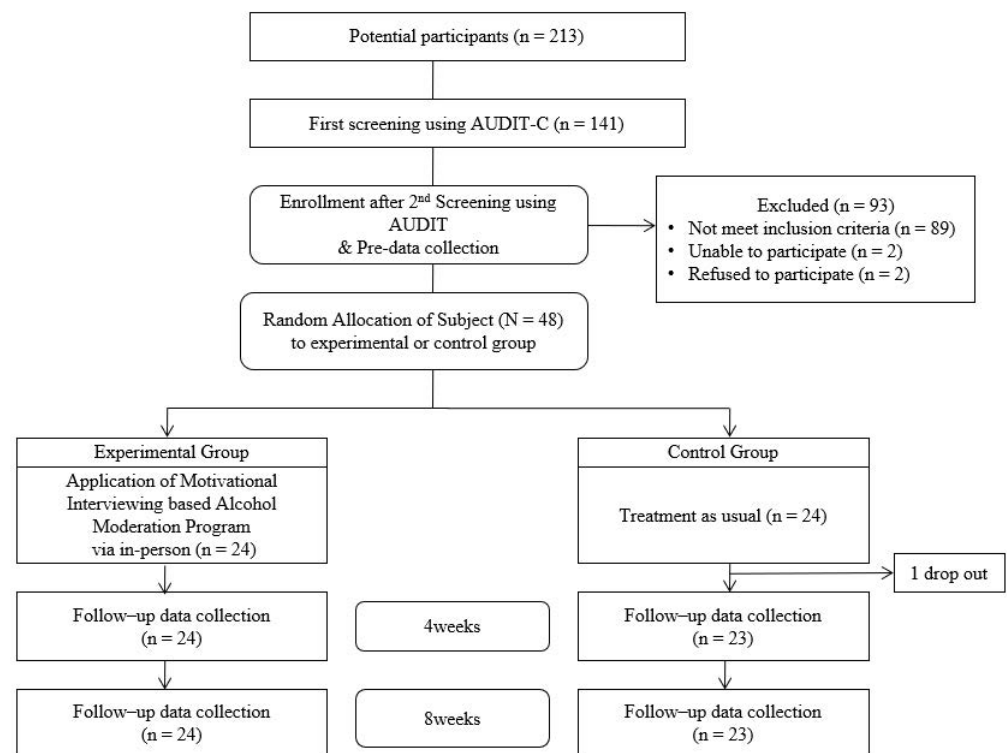 Potential participants (n = 213)
First screening using AUDIT-C (n = 141)
Enrollment after 2nd Screening using
AUDIT
& Pre-data collection
Excluded (n = 93)
• Not meet inclusion criteria (n = 89)
• Unable to participate (n = 2)
• Refused to participate (n = 2)
Random Allocation of Subject (N = 48)
to experimental or control group
Experimental Group
Application of Motivational
Interviewing based Alcohol
Moderation Program
via in-person (n = 24)
Control Group
Treatment as usual (n = 24)
1 drop out
Follow–up data collection
(n = 24)
4weeks
Follow–up data collection
(n = 23)
Follow–up data collection
(n = 24)
8weeks
Follow–up data collection
(n = 23)